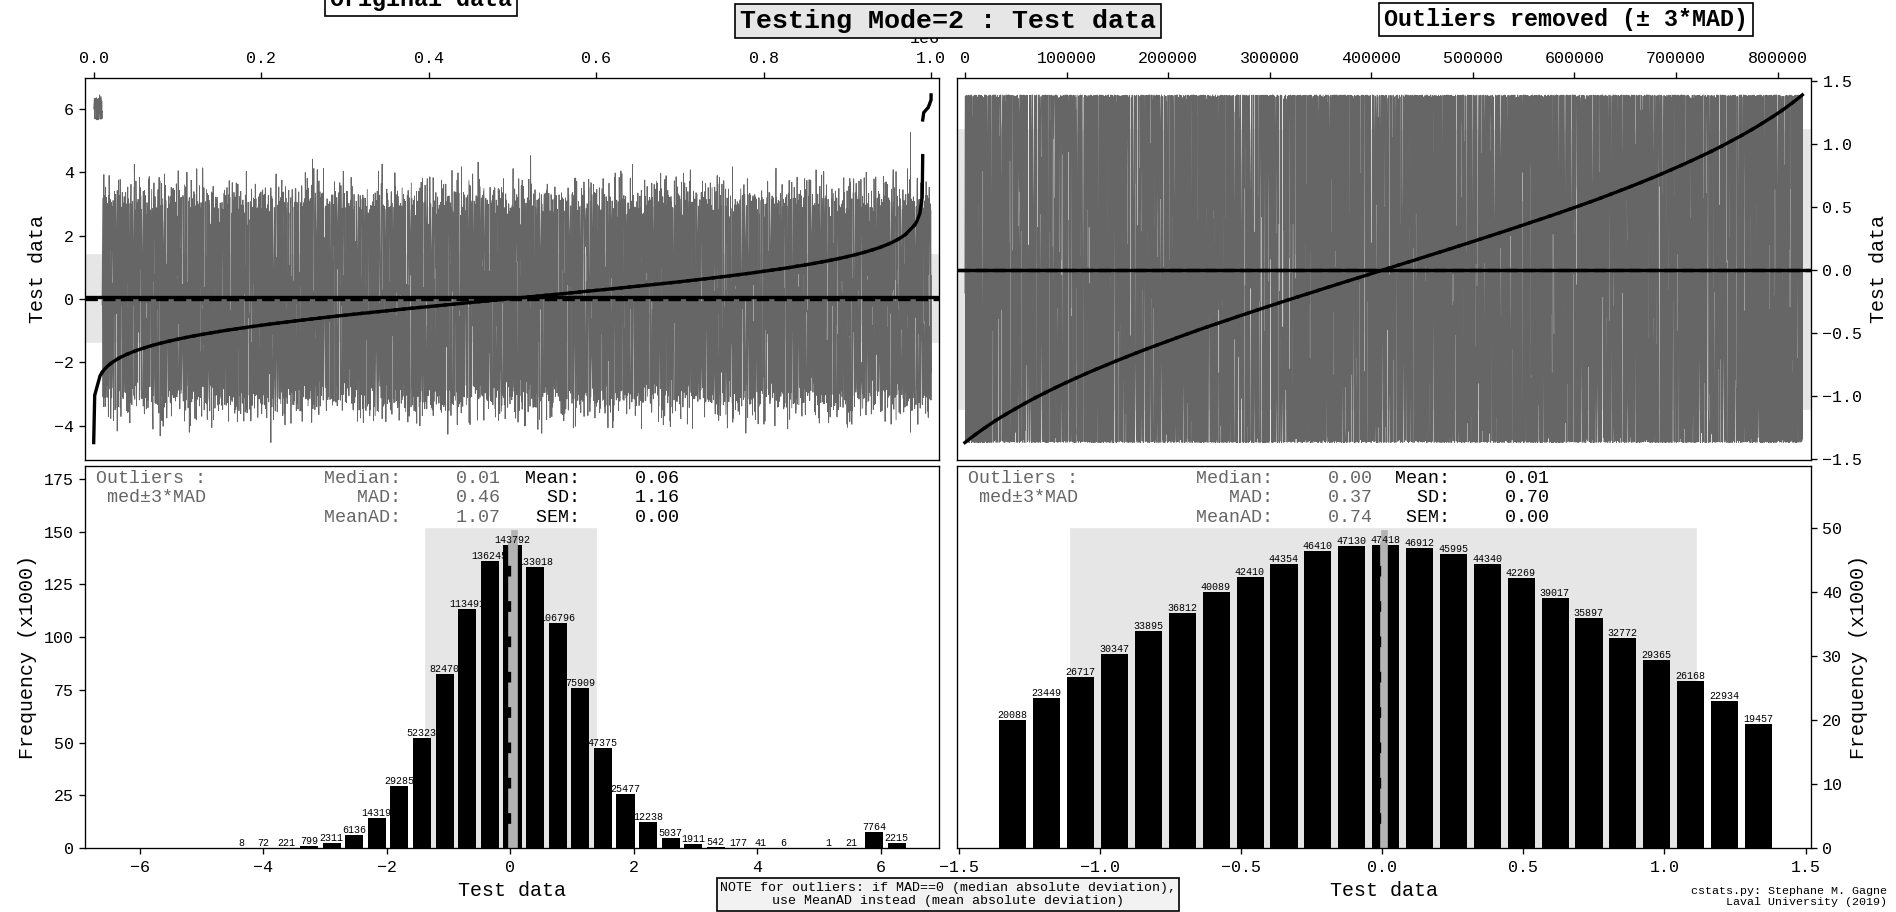 Original data
Testing Mode=2 : Test data
Outliers removed (± 3*MAD)
1e6
0.0 0.2 0.4 0.6 0.8 1.0
0 100000 200000 300000 400000 500000 600000 700000 800000
6
4
2
0
−2
−4
Test data
1.5
1.0
0.5
0.0
−0.5
−1.0
−1.5
Test data
Outliers : Median: 0.01 Mean: 0.06
med±3*MAD MAD: 0.46 SD: 1.16
MeanAD: 1.07 SEM: 0.00
175
150
125
100
75
50
25
0
Frequency (x1000)
8 72 221 799 2311 6136 14319 29285 52323 82470 113491 136245 143792 133018 106796 75909 47375 25477 12238 5037 1911 542 177 41 6 1 21 7764 2215
−6 −4 −2 0 2 4 6
Test data
Outliers : Median: 0.00 Mean: 0.01
med±3*MAD MAD: 0.37 SD: 0.70
MeanAD: 0.74 SEM: 0.00
50
40
30
20
10
0
Frequency (x1000)
20088 23449 26717 30347 33895 36812 40089 42410 44354 46410 47130 47418 46912 45995 44340 42269 39017 35897 32772 29365 26168 22934 19457
−1.5 −1.0 −0.5 0.0 0.5 1.0 1.5
Test data
NOTE for outliers: if MAD==0 (median absolute deviation),
use MeanAD instead (mean absolute deviation)
cstats.py: Stephane M. Gagne
Laval University (2019)